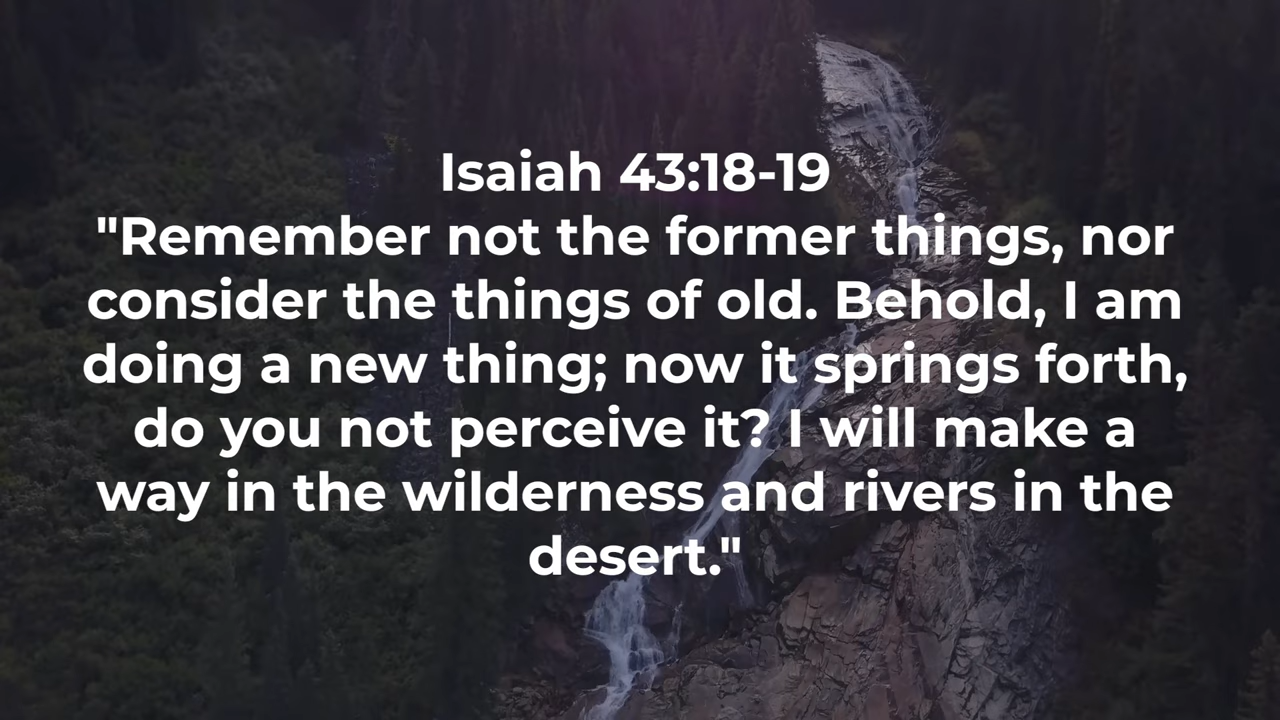 Isaiah 43:18-19
"Remember not the former things, nor
consider the things of old. Behold, I am
doing a new thing; now it springs forth,
do you not perceive it? I will make a
way in the wilderness and rivers in the
desert."